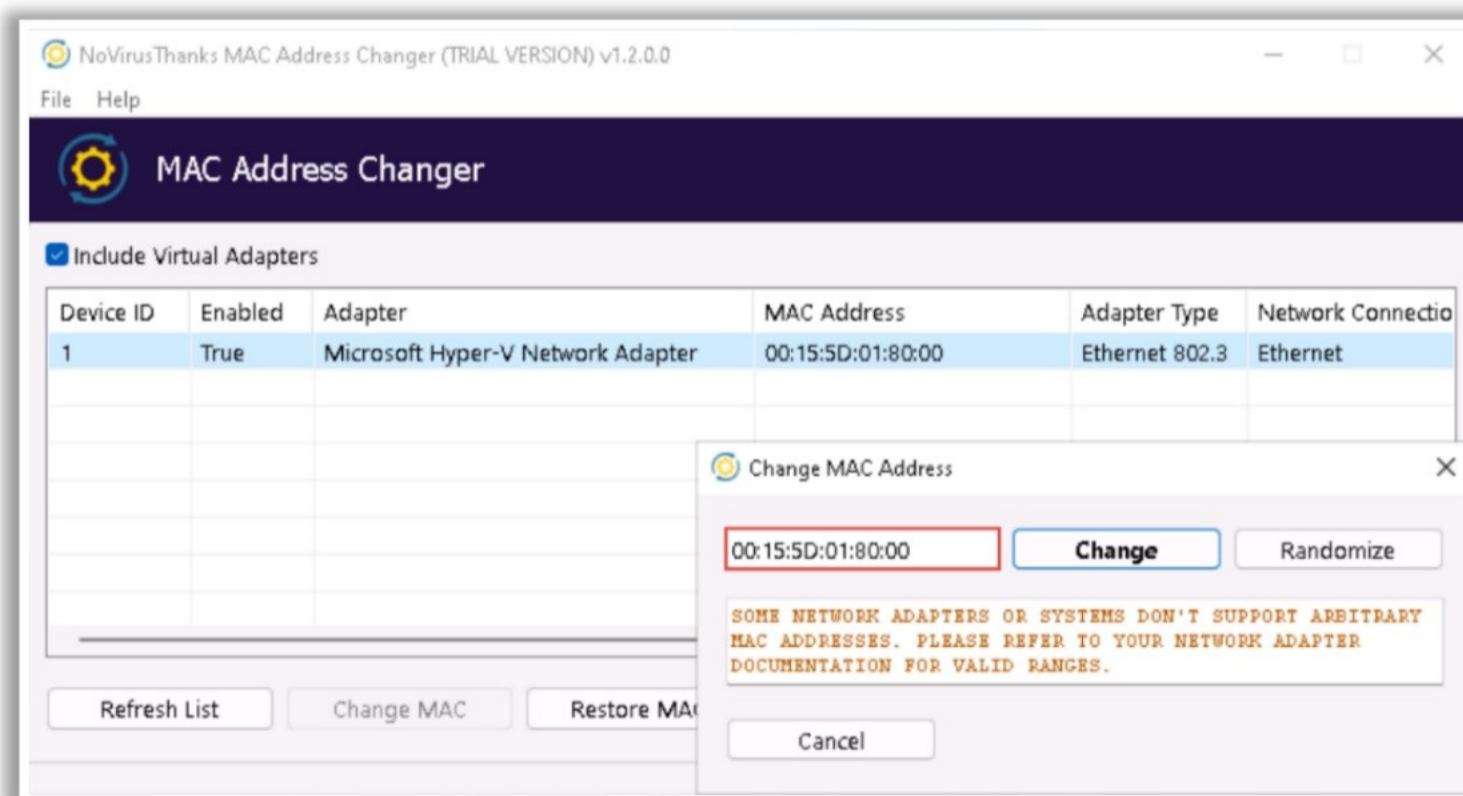 NoVirusThanks MAC Address Changer (TRIAL VERSION) v1.2.0.0
File Help
MAC Address Changer
Include Virtual Adapters
Device ID Enabled Adapter MAC Address Adapter Type Network Connectio
1 True Microsoft Hyper-V Network Adapter 00:15:5D:01:80:00 Ethernet 802.3 Ethernet
Change MAC Address
00:15:5D:01:80:00 Change Randomize
SOME NETWORK ADAPTERS OR SYSTEMS DON'T SUPPORT ARBITRARY
MAC ADDRESSES. PLEASE REFER TO YOUR NETWORK ADAPTER
DOCUMENTATION FOR VALID RANGES.
Refresh List Change MAC Restore MA
Cancel